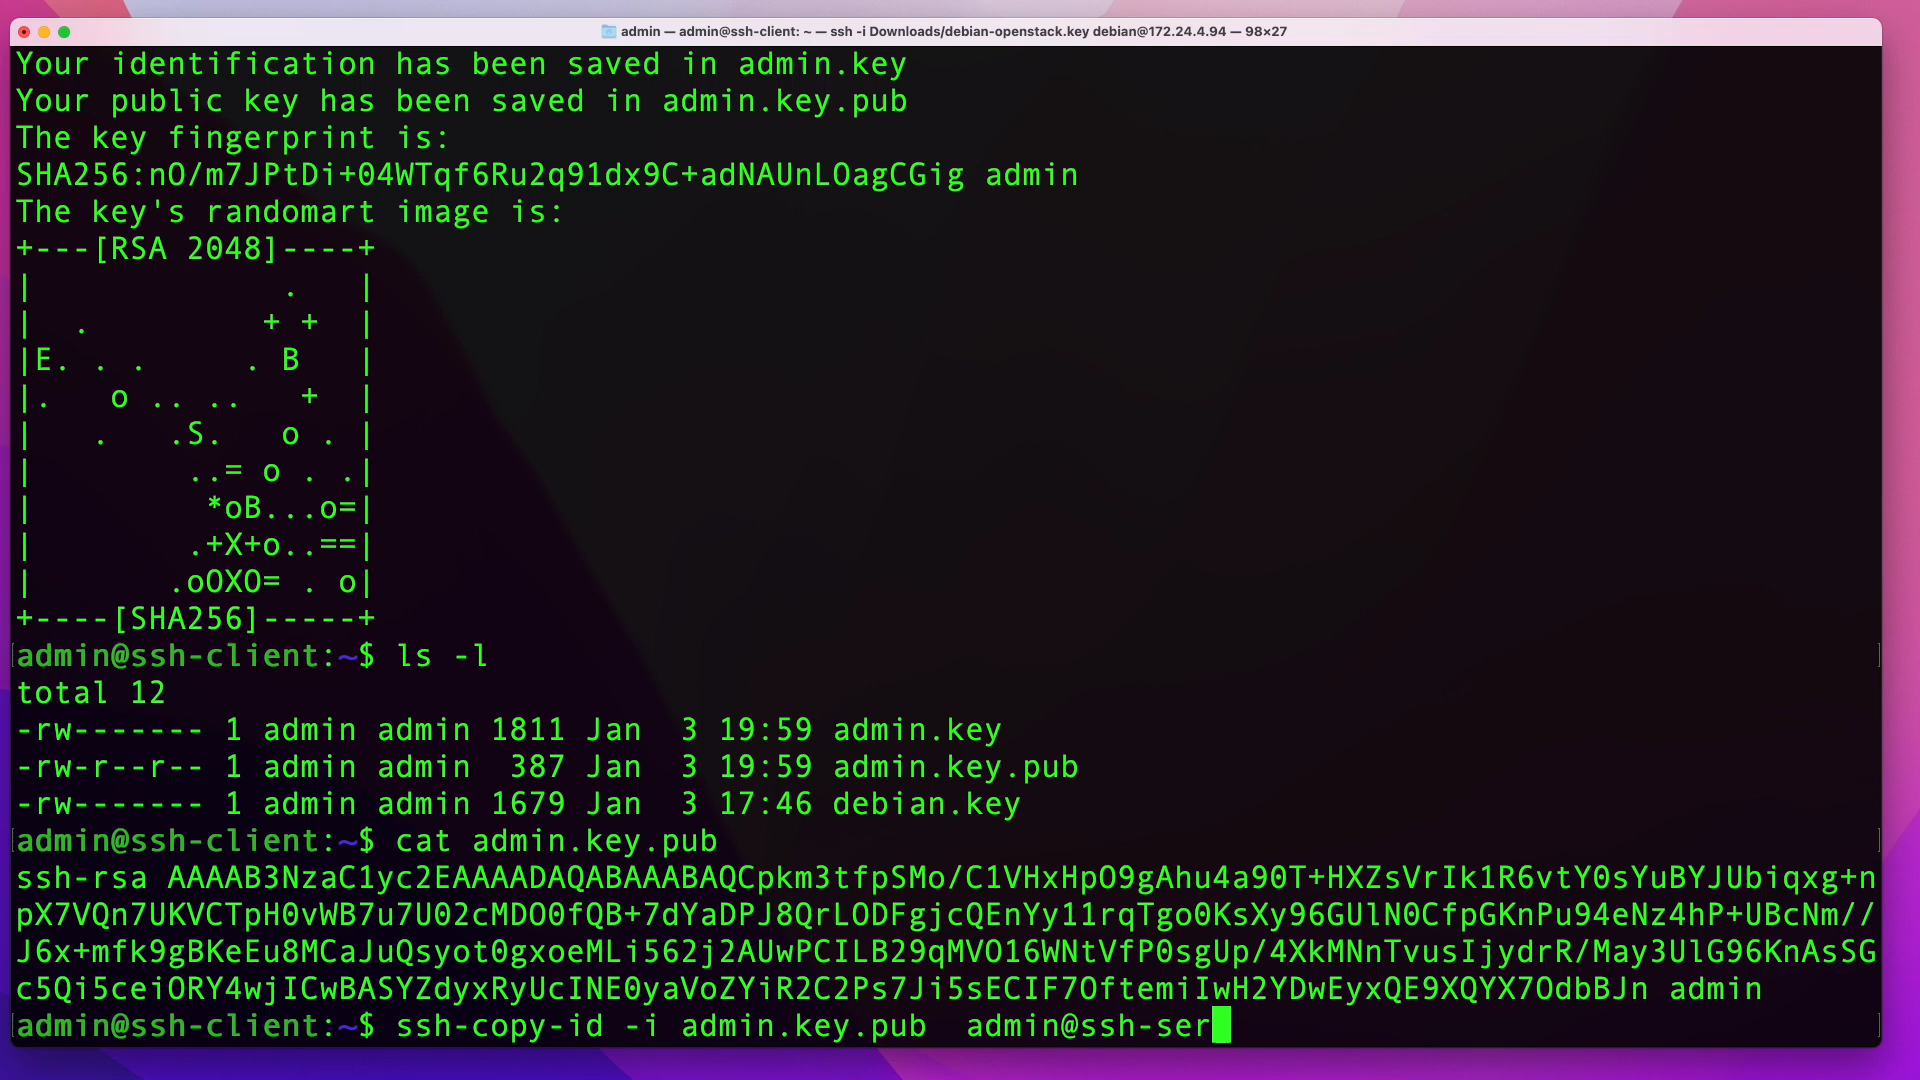 admin — admin@ssh-client: ~ — ssh -i Downloads/debian-openstack.key debian@172.24.4.94 — 98×27
Your identification has been saved in admin.key
Your public key has been saved in admin.key.pub
The key fingerprint is:
SHA256:nO/m7JPtDi+04WTqf6Ru2q91dx9C+adNAUnLOagCGig admin
The key's randomart image is:
+---[RSA 2048]----+
|              .   |
|  .         + +  |
|E. . .     . B   |
|.   o .. ..   +  |
|   .   .S.   o . |
|        ..= o . .|
|         *oB...o=|
|        .+X+o..==|
|       .oOXO= . o|
+----[SHA256]-----+
admin@ssh-client:~$ ls -l
total 12
-rw------- 1 admin admin 1811 Jan  3 19:59 admin.key
-rw-r--r-- 1 admin admin  387 Jan  3 19:59 admin.key.pub
-rw------- 1 admin admin 1679 Jan  3 17:46 debian.key
admin@ssh-client:~$ cat admin.key.pub
ssh-rsa AAAAB3NzaC1yc2EAAAADAQABAAABAQCpkm3tfpSMo/C1VHxHpO9gAhu4a90T+HXZsVrIk1R6vtY0sYuBYJUbiqxg+n
pX7VQn7UKVCTpH0vWB7u7U02cMDO0fQB+7dYaDPJ8QrLODFgjcQEnYy11rqTgo0KsXy96GUlN0CfpGKnPu94eNz4hP+UBcNm//
J6x+mfk9gBKeEu8MCaJuQsyot0gxoeMLi562j2AUwPCILB29qMVO16WNtVfP0sgUp/4XkMNnTvusIjydrR/May3UlG96KnAsSG
c5Qi5ceiORY4wjICwBASYZdyxRyUcINE0yaVoZYiR2C2Ps7Ji5sECIF7OftemiIwH2YDwEyxQE9XQYX7OdbBJn admin
admin@ssh-client:~$ ssh-copy-id -i admin.key.pub  admin@ssh-ser